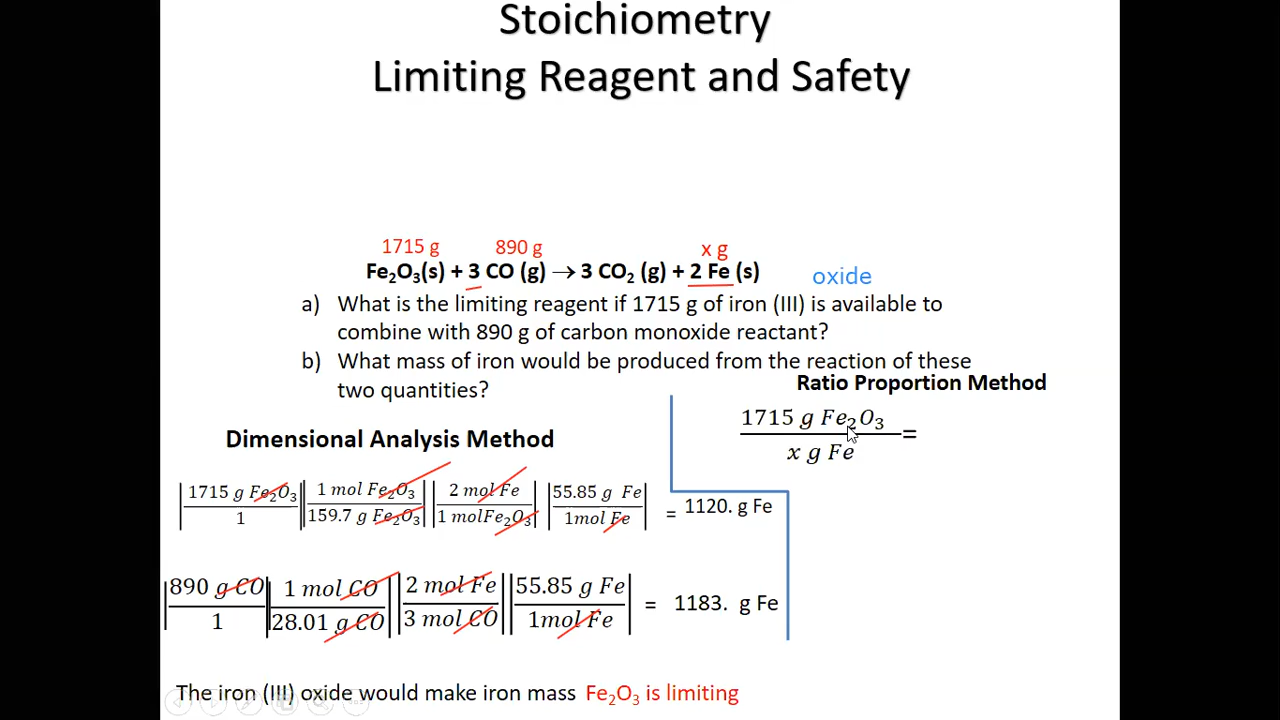 Stoichiometry
Limiting Reagent and Safety
1715 g 890 g x g
Fe₂O₃(s) + 3 CO (g) → 3 CO₂ (g) + 2 Fe (s)
oxide
a) What is the limiting reagent if 1715 g of iron (III) is available to
combine with 890 g of carbon monoxide reactant?
b) What mass of iron would be produced from the reaction of these
two quantities?
Ratio Proportion Method
1715 g Fe₂O₃
=
x g Fe
Dimensional Analysis Method
1715 g Fe₂O₃ 1 mol Fe₂O₃ 2 mol Fe 55.85 g Fe
1 159.7 g Fe₂O₃ 1 molFe₂O₃ 1mol Fe
= 1120. g Fe
890 g CO 1 mol CO 2 mol Fe 55.85 g Fe
1 28.01 g CO 3 mol CO 1mol Fe
= 1183. g Fe
The iron (III) oxide would make iron mass Fe₂O₃ is limiting